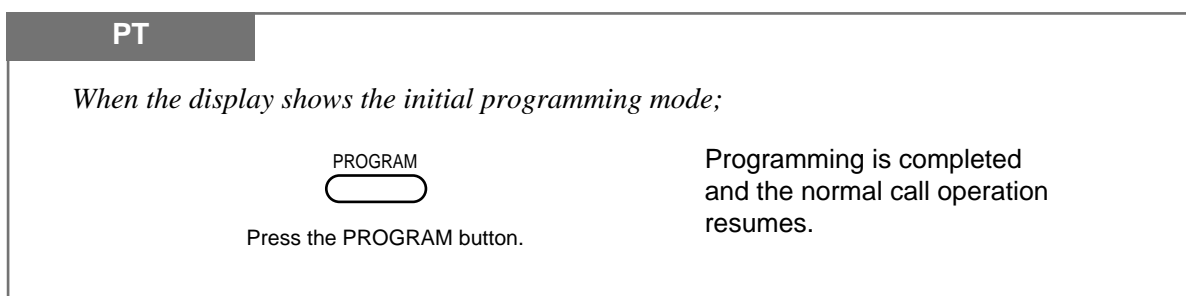 PT
When the display shows the initial programming mode;
PROGRAM
Press the PROGRAM button.
Programming is completed
and the normal call operation
resumes.